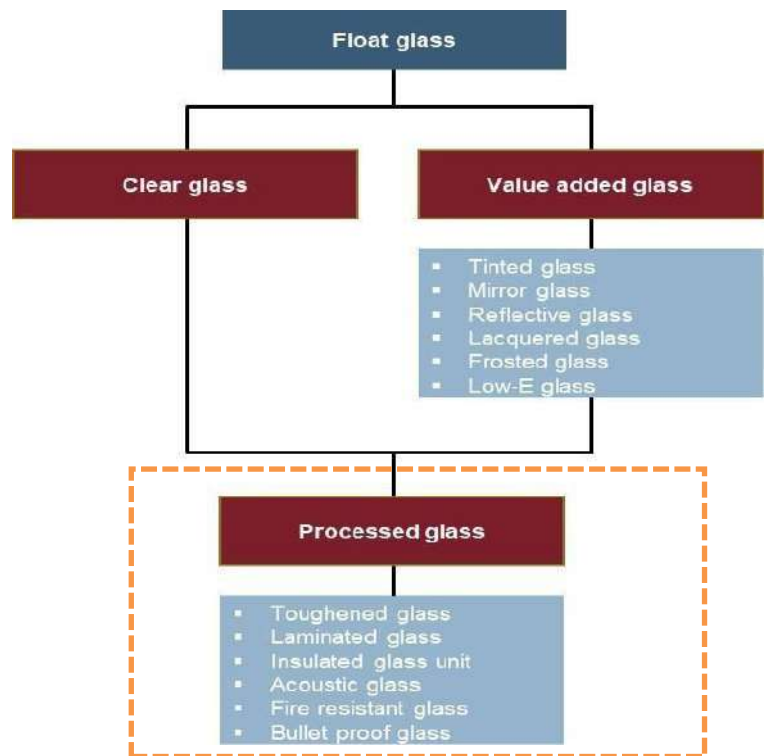 Float glass
Clear glass
Value added glass
▪ Tinted glass
▪ Mirror glass
▪ Reflective glass
▪ Lacquered glass
▪ Frosted glass
▪ Low-E glass
Processed glass
▪ Toughened glass
▪ Laminated glass
▪ Insulated glass unit
▪ Acoustic glass
▪ Fire resistant glass
▪ Bullet proof glass